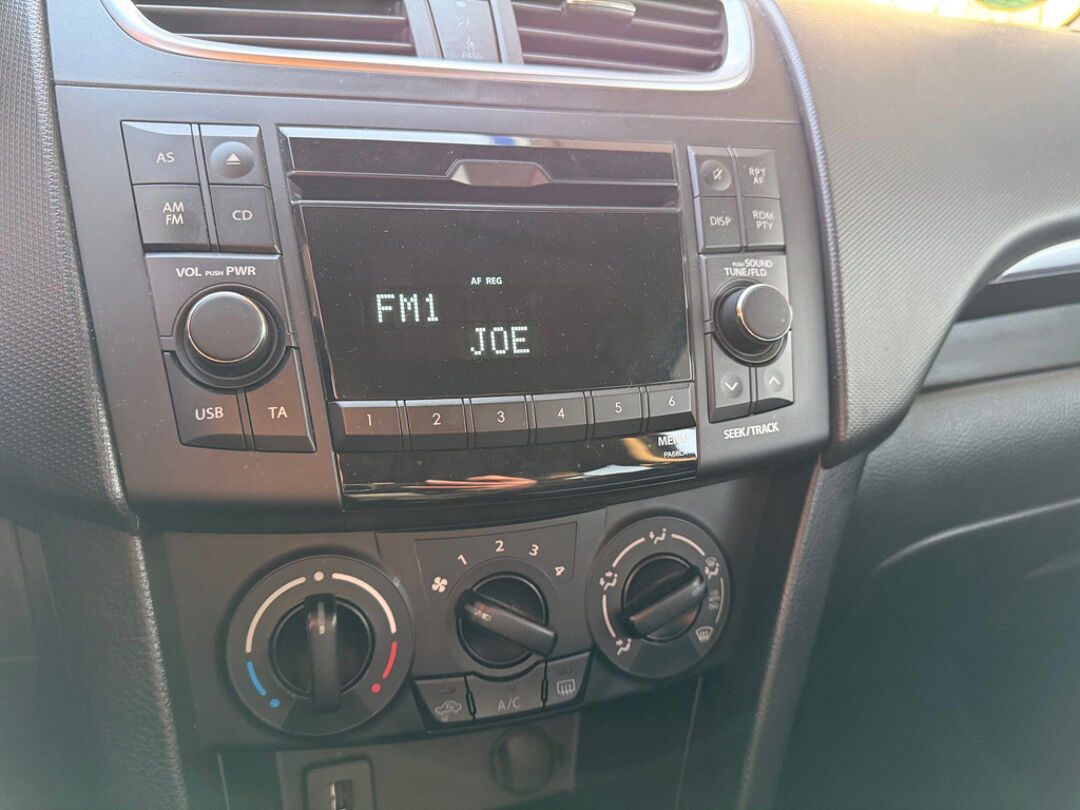 PASS
AS
AM
FM
CD
VOL PUSH PWR
USB
TA
AF REG
FM1
JOE
1 2 3 4 5 6
MENU
RPT
AF
DISP
RDM
PTY
PUSH SOUND
TUNE/FLD
SEEK/TRACK
1 2 3 4
A/C